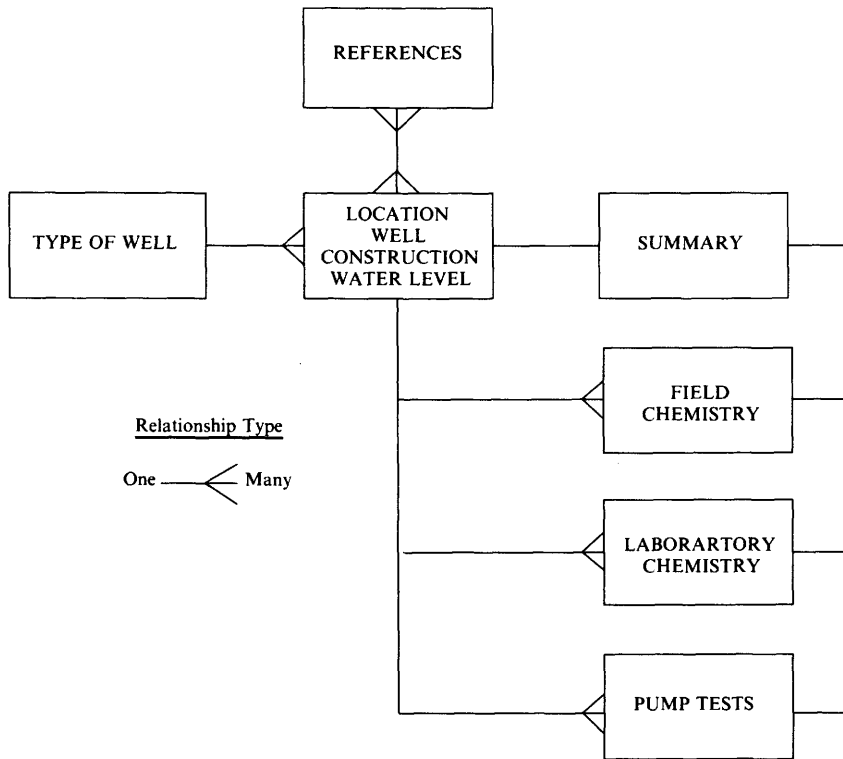 REFERENCES
TYPE OF WELL
LOCATION
WELL
CONSTRUCTION
WATER LEVEL
SUMMARY
FIELD
CHEMISTRY
Relationship Type
One
Many
LABORARTORY
CHEMISTRY
PUMP TESTS